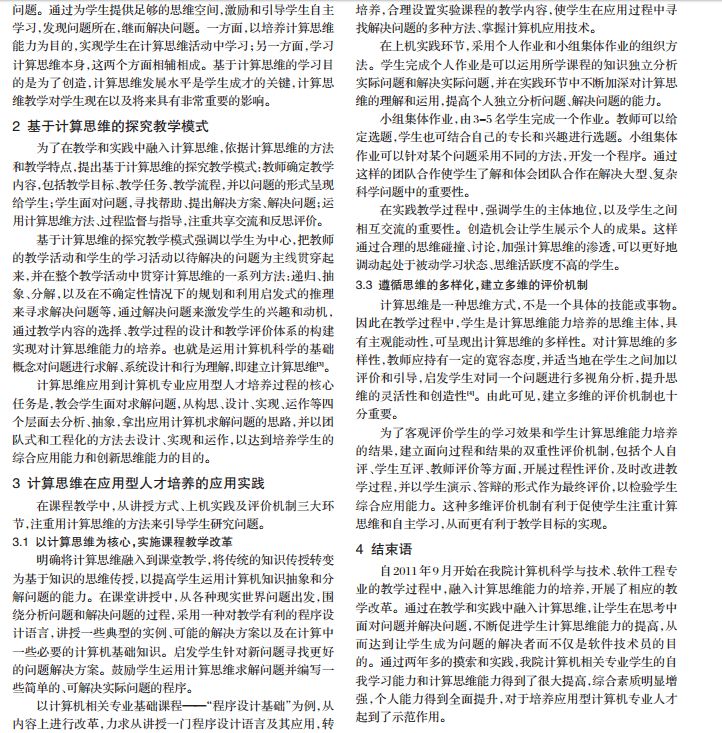 问题。通过为学生提供足够的思维空间,激励和引导学生自主
学习,发现问题所在,继而解决问题。一方面,以培养计算思维
能力为目的,实现学生在计算思维活动中学习;另一方面,学习
计算思维本身,这两个方面相辅相成。基于计算思维的学习目
的是为了创造,计算思维发展水平是学生成才的关键,计算思
维教学对学生现在以及将来具有非常重要的影响。
2 基于计算思维的探究教学模式
为了在教学和实践中融入计算思维,依据计算思维的方法
和教学特点,提出基于计算思维的探究教学模式:教师确定教学
内容,包括教学目标、教学任务、教学流程,并以问题的形式呈现
给学生;学生面对问题,寻找帮助、提出解决方案、解决问题;运
用计算思维方法、过程监督与指导,注重共享交流和反思评价。
基于计算思维的探究教学模式强调以学生为中心,把教师
的教学活动和学生的学习活动以待解决的问题为主线贯穿起
来,并在整个教学活动中贯穿计算思维的一系列方法:递归、抽
象、分解,以及在不确定性情况下的规划和利用启发式的推理
来寻求解决问题等,通过解决问题来激发学生的兴趣和动机,
通过教学内容的选择、教学过程的设计和教学评价体系的构建
实现对计算思维能力的培养。也就是运用计算机科学的基础
概念对问题进行求解、系统设计和行为理解,即建立计算思维[3]。
计算思维应用到计算机专业应用型人才培养过程的核心
任务是,教会学生面对求解问题,从构思、设计、实现、运作等四
个层面去分析、抽象,拿出应用计算机求解问题的思路,并以团
队式和工程化的方法去设计、实现和运作,以达到培养学生的
综合应用能力和创新思维能力的目的。
3 计算思维在应用型人才培养的应用实践
在课程教学中,从讲授方式、上机实践及评价机制三大环
节,注重用计算思维的方法来引导学生研究问题。
3.1 以计算思维为核心,实施课程教学改革
明确将计算思维融入到课堂教学,将传统的知识传授转变
为基于知识的思维传授,以提高学生运用计算机知识抽象和分
解问题的能力。在课堂讲授中,从各种现实世界问题出发,围
绕分析问题和解决问题的过程,采用一种对教学有利的程序设
计语言,讲授一些典型的实例、可能的解决方案以及在计算中
一些必要的计算机基础知识。启发学生针对新问题寻找更好
的问题解决方案。鼓励学生运用计算思维求解问题并编写一
些简单的、可解决实际问题的程序。
以计算机相关专业基础课程——“程序设计基础”为例,从
内容上进行改革,力求从讲授一门程序设计语言及其应用,转
培养,合理设置实验课程的教学内容,使学生在应用过程中寻
找解决问题的多种方法、掌握计算机应用技术。
在上机实践环节,采用个人作业和小组集体作业的组织方
法。学生完成个人作业是可以运用所学课程的知识独立分析
实际问题和解决实际问题,并在实践环节中不断加深对计算思
维的理解和运用,提高个人独立分析问题、解决问题的能力。
小组集体作业,由3-5名学生完成一个作业。教师可以给
定选题,学生也可结合自己的专长和兴趣进行选题。小组集体
作业可以针对某个问题采用不同的方法,开发一个程序。通过
这样的团队合作使学生了解和体会团队合作在解决大型、复杂
科学问题中的重要性。
在实践教学过程中,强调学生的主体地位,以及学生之间
相互交流的重要性。创造机会让学生展示个人的成果。这样
通过合理的思维碰撞、讨论,加强计算思维的渗透,可以更好地
调动起处于被动学习状态、思维活跃度不高的学生。
3.3 遵循思维的多样化,建立多维的评价机制
计算思维是一种思维方式,不是一个具体的技能或事物。
因此在教学过程中,学生是计算思维能力培养的思维主体,具
有主观能动性,可呈现出计算思维的多样性。对计算思维的多
样性,教师应持有一定的宽容态度,并适当地在学生之间加以
评价和引导,启发学生对同一个问题进行多视角分析,提升思
维的灵活性和创造性[4]。由此可见,建立多维的评价机制也十
分重要。
为了客观评价学生的学习效果和学生计算思维能力培养
的结果,建立面向过程和结果的双重性评价机制,包括个人自
评、学生互评、教师评价等方面,开展过程性评价,及时改进教
学过程,并以学生演示、答辩的形式作为最终评价,以检验学生
综合应用能力。这种多维评价机制有利于促使学生注重计算
思维和自主学习,从而更有利于教学目标的实现。
4 结束语
自2011年9月开始在我院计算机科学与技术、软件工程专
业的教学过程中,融入计算思维能力的培养,开展了相应的教
学改革。通过在教学和实践中融入计算思维,让学生在思考中
面对问题并解决问题,不断促进学生计算思维能力的提高,从
而达到让学生成为问题的解决者而不仅是软件技术员的目
的。通过两年多的摸索和实践,我院计算机相关专业学生的自
我学习能力和计算思维能力得到了很大提高,综合素质明显增
强,个人能力得到全面提升,对于培养应用型计算机专业人才
起到了示范作用。